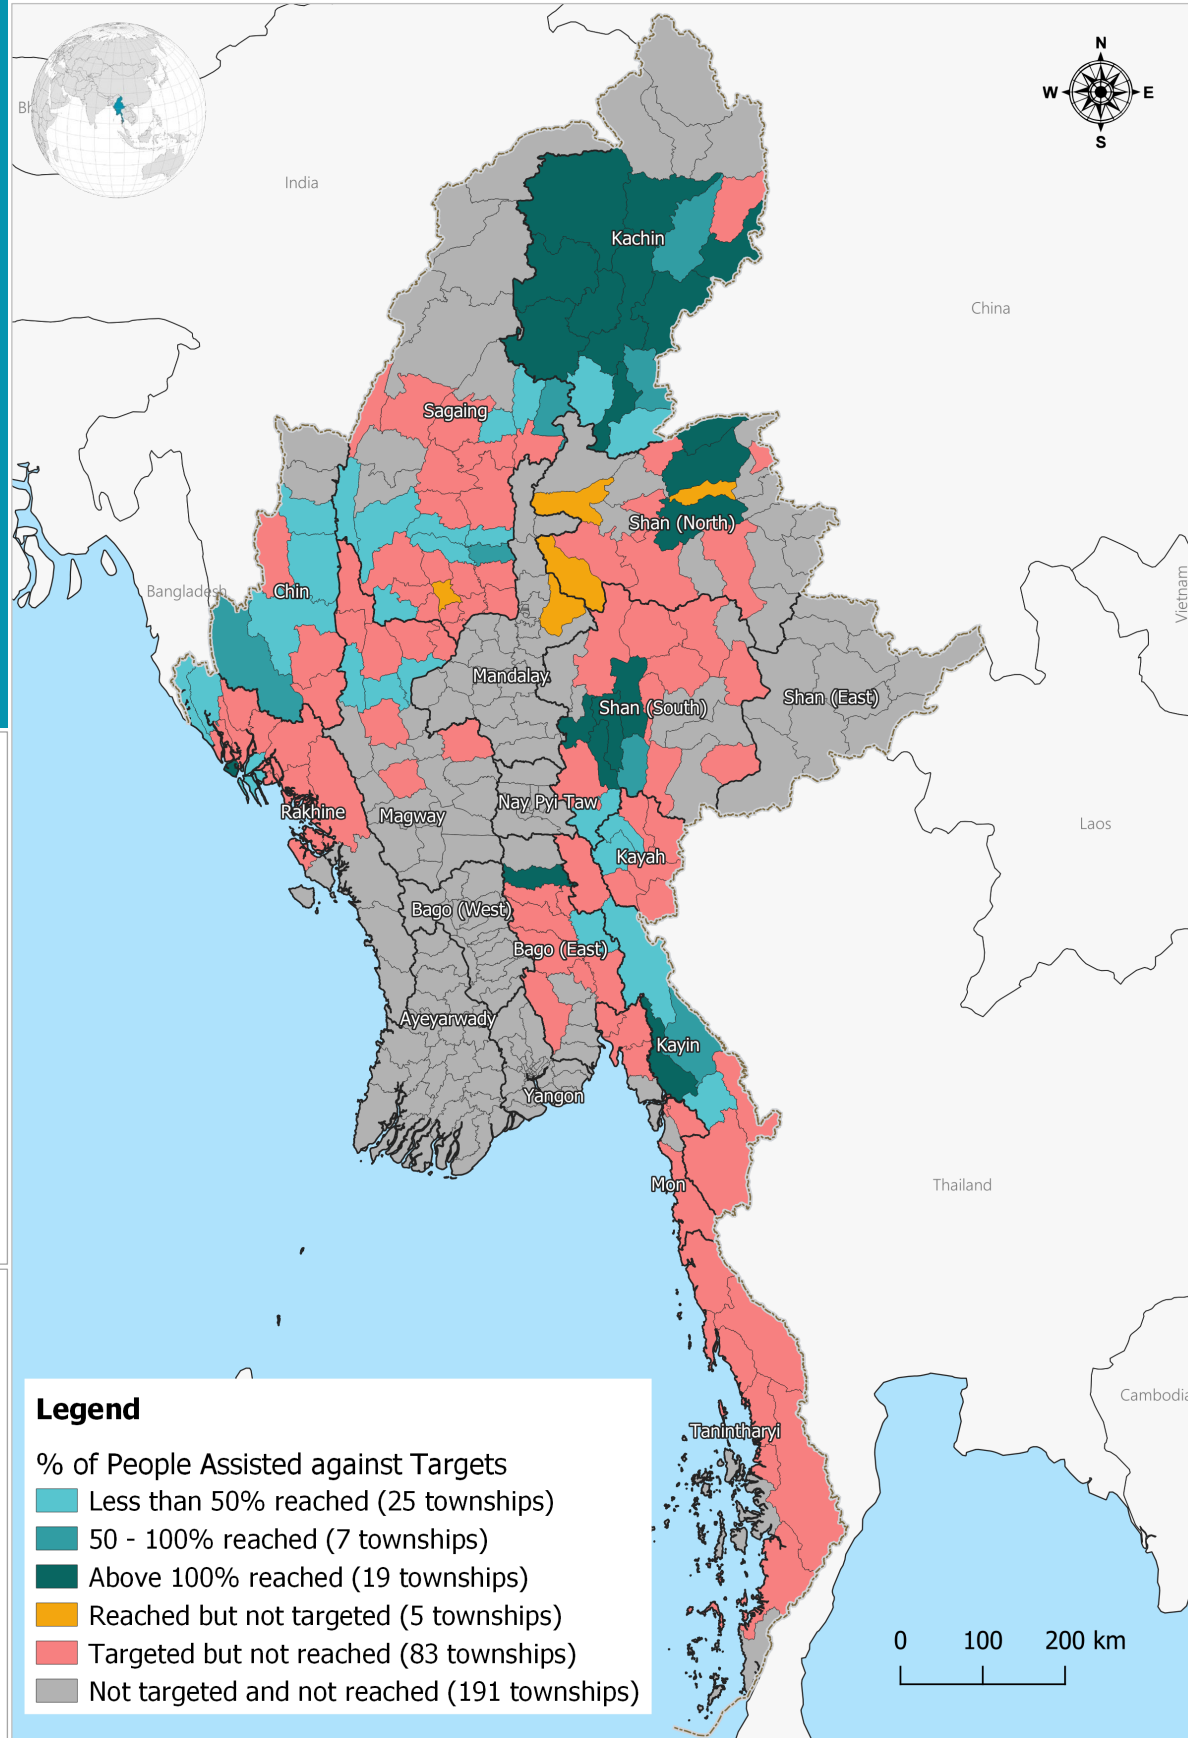 N
W E
S
Bh
India
Kachin
China
Sagaing
Shan (North)
Bangladesh
Chin
Vietnam
Mandalay
Shan (East)
Shan (South)
Nay Pyi Taw
Rakhine
Magway
Laos
Kayah
Bago (West)
Bago (East)
Ayeyarwady
Kayin
Yangon
Mon
Thailand
Cambodia
Tanintharyi
Legend
% of People Assisted against Targets
Less than 50% reached (25 townships)
50 - 100% reached (7 townships)
Above 100% reached (19 townships)
Reached but not targeted (5 townships)
Targeted but not reached (83 townships)
Not targeted and not reached (191 townships)
0 100 200 km